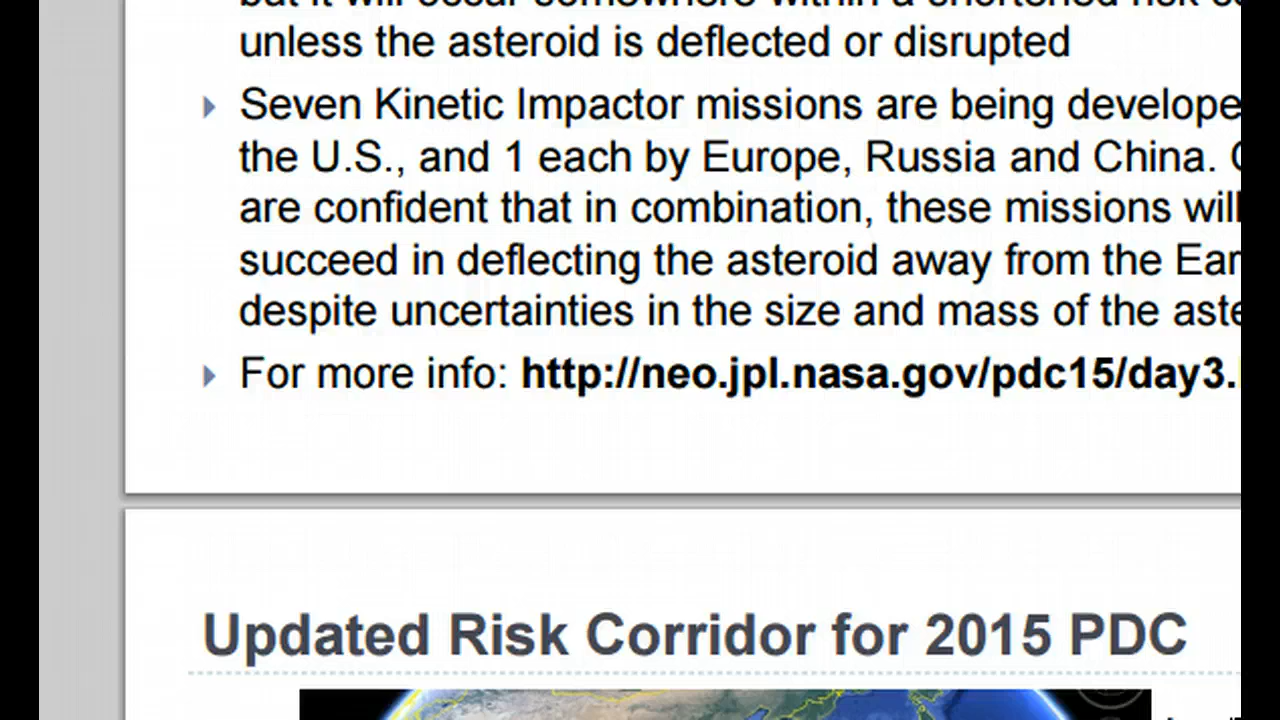 unless the asteroid is deflected or disrupted
Seven Kinetic Impactor missions are being develope
the U.S., and 1 each by Europe, Russia and China.
are confident that in combination, these missions will
succeed in deflecting the asteroid away from the Ear
despite uncertainties in the size and mass of the aste
For more info: http://neo.jpl.nasa.gov/pdc15/day3.
Updated Risk Corridor for 2015 PDC